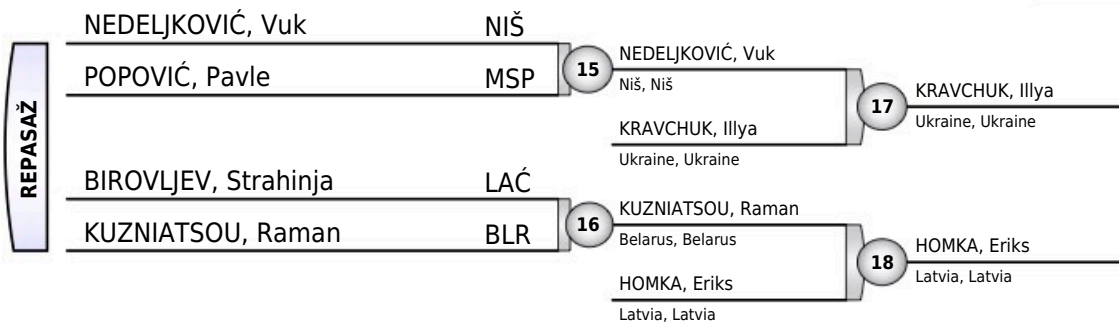 REPASAŽ
NEDELJKOVIĆ, Vuk NIŠ
POPOVIĆ, Pavle MSP
15
NEDELJKOVIĆ, Vuk
Niš, Niš
KRAVCHUK, Illya
Ukraine, Ukraine
17
KRAVCHUK, Illya
Ukraine, Ukraine
BIROVLJEV, Strahinja LAĆ
KUZNIATSOU, Raman BLR
16
KUZNIATSOU, Raman
Belarus, Belarus
HOMKA, Eriks
Latvia, Latvia
18
HOMKA, Eriks
Latvia, Latvia